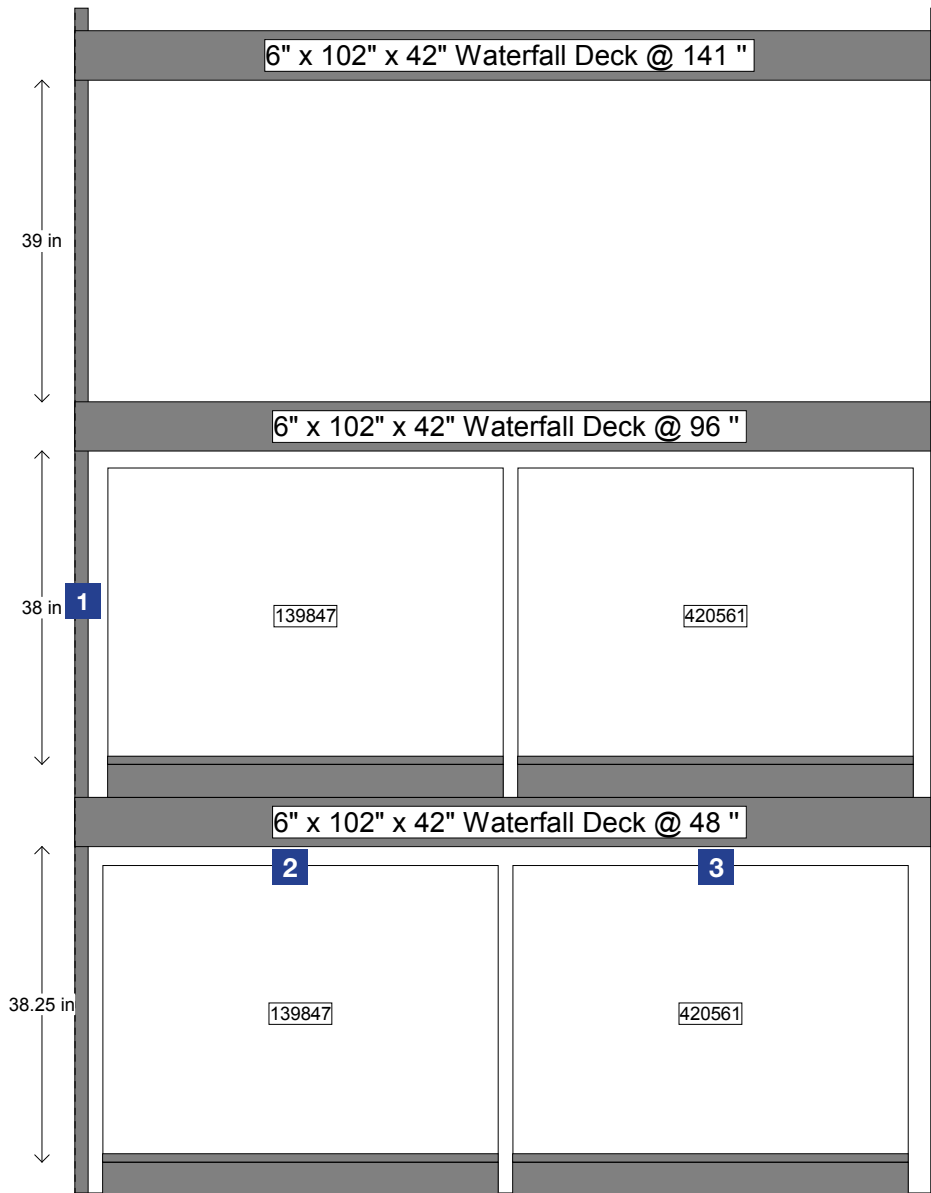 6" x 102" x 42" Waterfall Deck @ 141 "
39 in
6" x 102" x 42" Waterfall Deck @ 96 "
38 in
1
139847
420561
6" x 102" x 42" Waterfall Deck @ 48 "
2
3
38.25 in
139847
420561